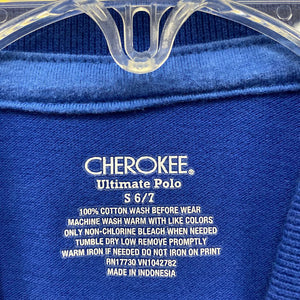 CHEROKEE®
Ultimate Polo
S 6/7
100% COTTON WASH BEFORE WEAR
MACHINE WASH WARM WITH LIKE COLORS
ONLY NON-CHLORINE BLEACH WHEN NEEDED
TUMBLE DRY LOW REMOVE PROMPTLY
WARM IRON IF NEEDED DO NOT IRON ON PRINT
RN17730 VN1042782
MADE IN INDONESIA